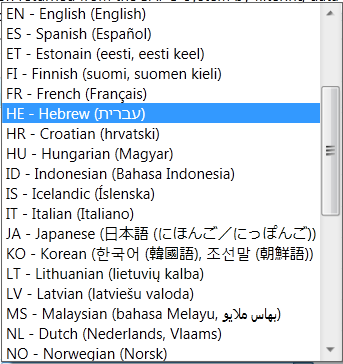 EN - English (English)
ES - Spanish (Español)
ET - Estonain (eesti, eesti keel)
FI - Finnish (suomi, suomen kieli)
FR - French (Français)
HE - Hebrew (עברית)
HR - Croatian (hrvatski)
HU - Hungarian (Magyar)
ID - Indonesian (Bahasa Indonesia)
IS - Icelandic (Íslenska)
IT - Italian (Italiano)
JA - Japanese (日本語 (にほんご／にっぽんご))
KO - Korean (한국어 (韓國語), 조선말 (朝鮮語))
LT - Lithuanian (lietuvių kalba)
LV - Latvian (latviešu valoda)
MS - Malaysian (bahasa Melayu, بهاس ملايو‎)
NL - Dutch (Nederlands, Vlaams)
NO - Norwegian (Norsk)